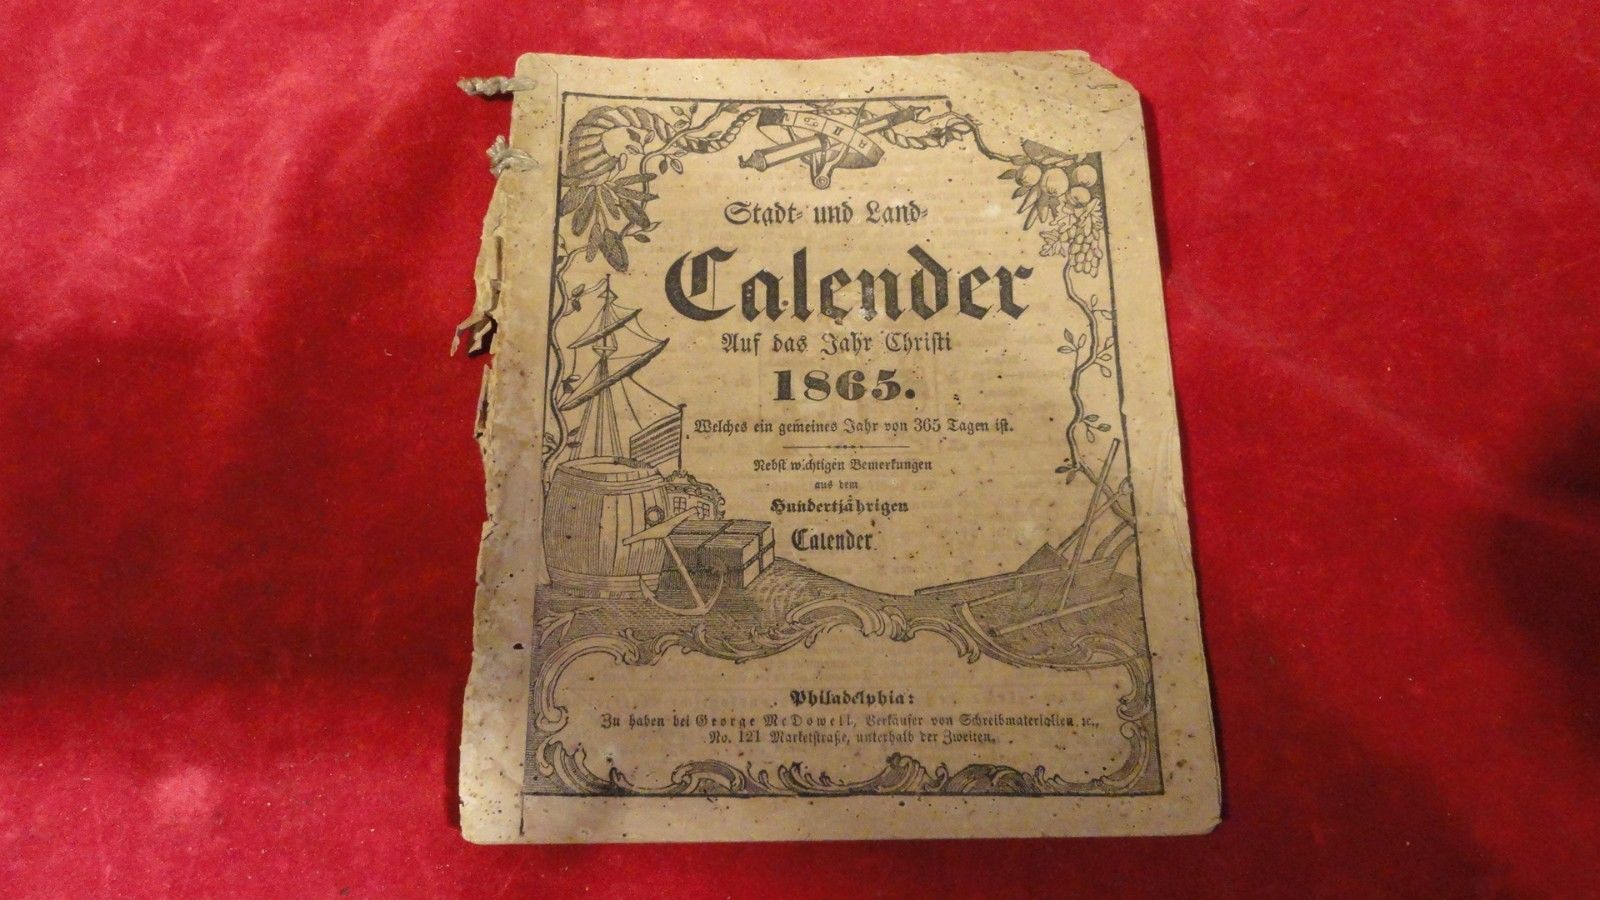 Stadt- und Land-
Calender
Auf das Jahr Christi
1865.
Welches ein gemeines Jahr von 365 Tagen ist.
Nebst wichtigen Bemerkungen
aus dem
Hundertjährigen
Calender.
Philadelphia:
Zu haben bei George McDowell, Verkäufer von Schreibmaterialien, ꝛc.,
No. 121 Marketstraße, unterhalb der Zweiten.